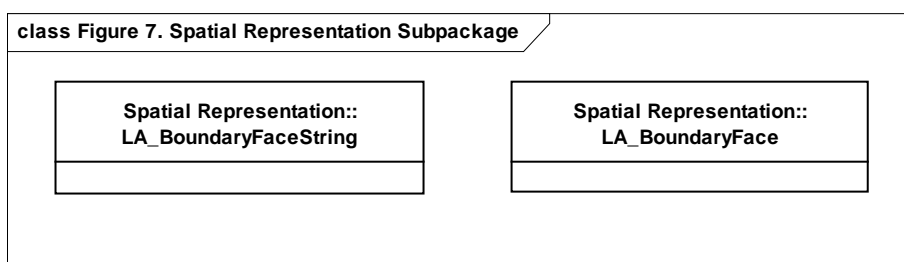 class Figure 7. Spatial Representation Subpackage
Spatial Representation::
LA_BoundaryFaceString
Spatial Representation::
LA_BoundaryFace